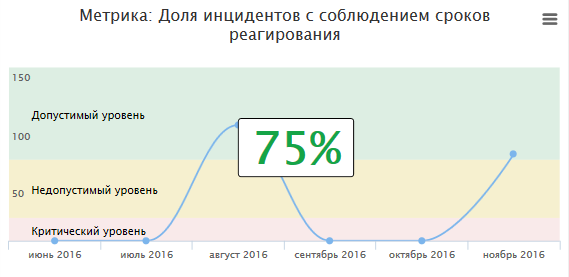 Метрика: Доля инцидентов с соблюдением сроков
реагирования
150
Допустимый уровень
100
75%
Недопустимый уровень
50
Критический уровень
июнь 2016 июль 2016 август 2016 сентябрь 2016 октябрь 2016 ноябрь 2016